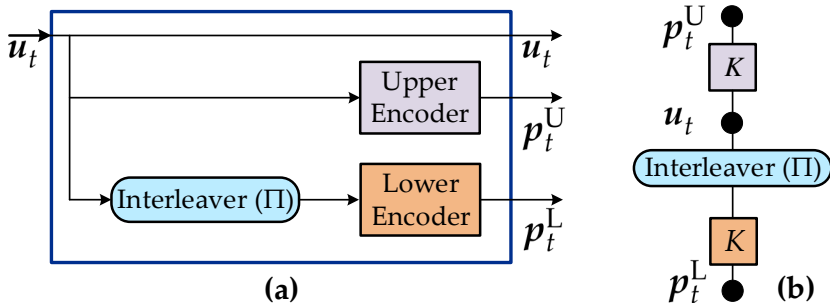 u_t
u_t
Upper
Encoder
p_t^U
Interleaver (Π)
Lower
Encoder
p_t^L
(a)
p_t^U
K
u_t
Interleaver (Π)
K
p_t^L
(b)